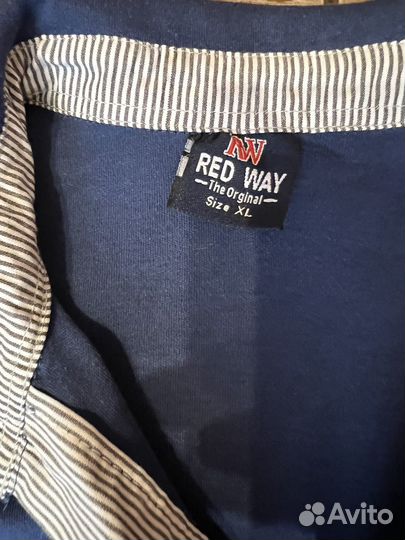 RW
RED WAY
—The Orginal—
Size XL
Avito